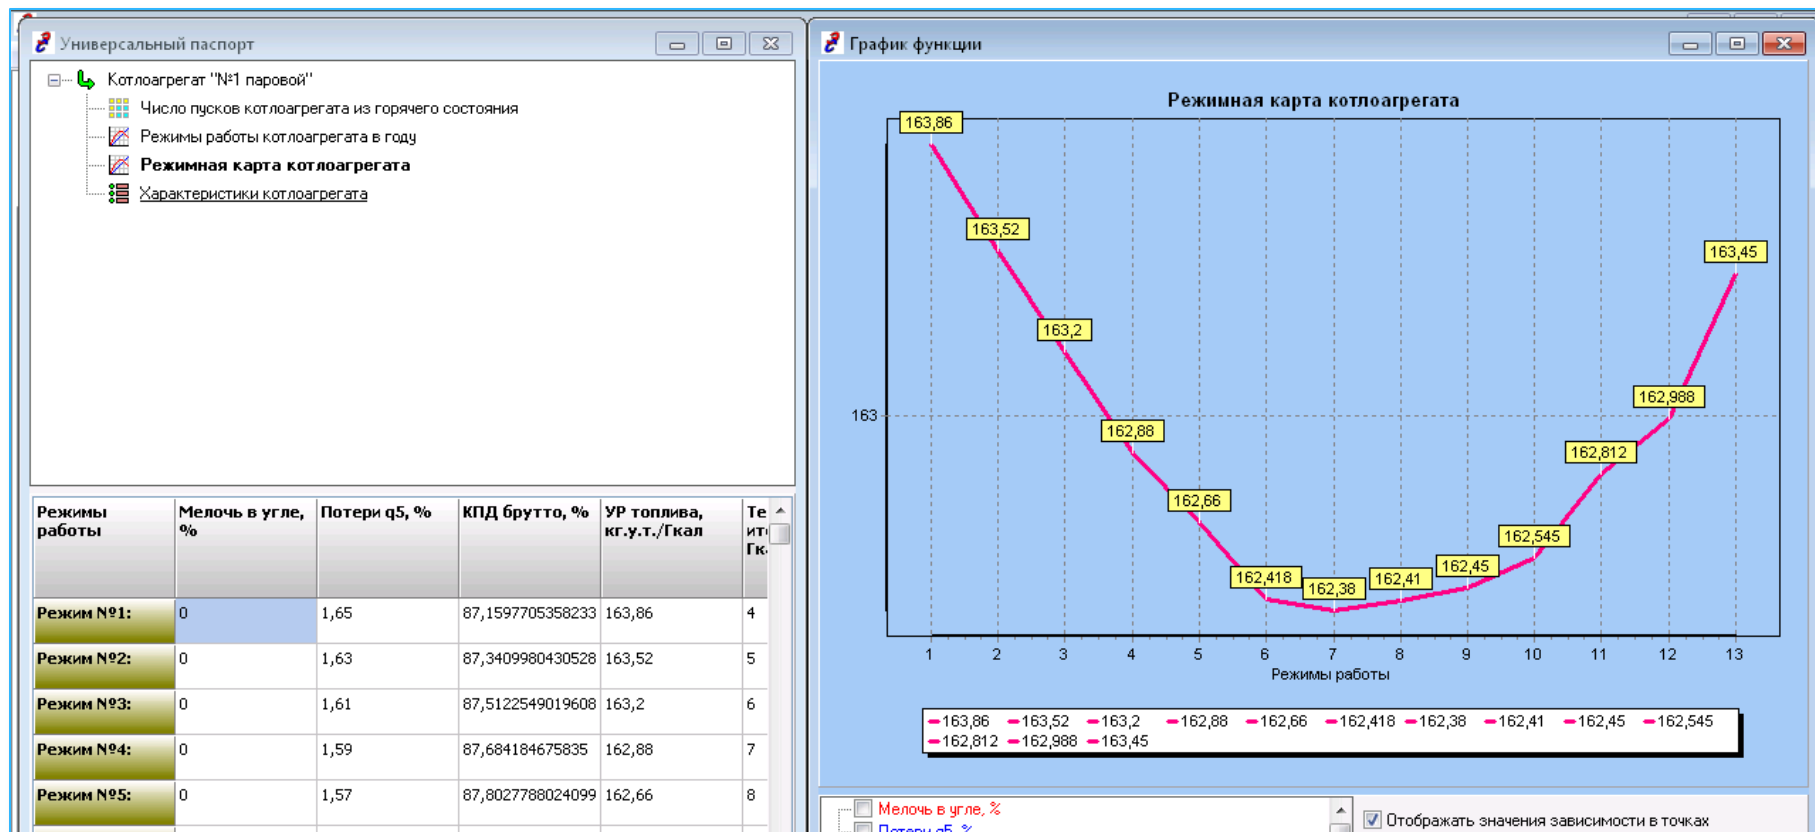 Универсальный паспорт
Котлоагрегат "№1 паровой"
Число пусков котлоагрегата из горячего состояния
Режимы работы котлоагрегата в году
Режимная карта котлоагрегата
Характеристики котлоагрегата
Режимы работы | Мелочь в угле, % | Потери q5, % | КПД брутто, % | УР топлива, кг.у.т./Гкал
Режим №1: 0 1,65 87,1597705358233 163,86 4
Режим №2: 0 1,63 87,3409980430528 163,52 5
Режим №3: 0 1,61 87,5122549019608 163,2 6
Режим №4: 0 1,59 87,684184675835 162,88 7
Режим №5: 0 1,57 87,8027788024099 162,66 8
График функции
Режимная карта котлоагрегата
163,86
163,52
163,2
162,88
162,66
162,418
162,38
162,41
162,45
162,545
162,812
162,988
163,45
163
1 2 3 4 5 6 7 8 9 10 11 12 13
Режимы работы
163,86 163,52 163,2 162,88 162,66 162,418 162,38 162,41 162,45 162,545
162,812 162,988 163,45
Мелочь в угле, %
Потери q5, %
Отображать значения зависимости в точках